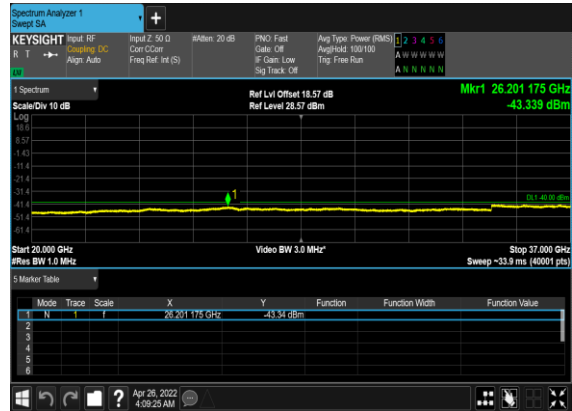 Spectrum Analyzer 1
Swept SA
+
KEYSIGHT Input: RF Input Z: 50 Ω #Atten: 20 dB PNO: Fast Avg Type: Power (RMS) 1 2 3 4 5 6
R T Coupling: DC Corr CCorr Gate: Off Avg|Hold: 100/100 A W W W W W
Align: Auto Freq Ref: Int (S) IF Gain: Low Trig: Free Run
Sig Track: Off A N N N N N
1 Spectrum Ref Lvl Offset 18.57 dB Mkr1 26.201 175 GHz
Scale/Div 10 dB Ref Level 28.57 dBm -43.339 dBm
Log
18.6
8.57
-1.43
-11.4
-21.4
-31.4 1
DL1 -40.00 dBm
-41.4
-51.4
-61.4
Start 20.000 GHz Video BW 3.0 MHz* Stop 37.000 GHz
#Res BW 1.0 MHz Sweep ~33.9 ms (40001 pts)
5 Marker Table
Mode Trace Scale X Y Function Function Width Function Value
1 N 1 f 26.201 175 GHz -43.34 dBm
2
3
4
5
6
? Apr 26, 2022
4:09:25 AM